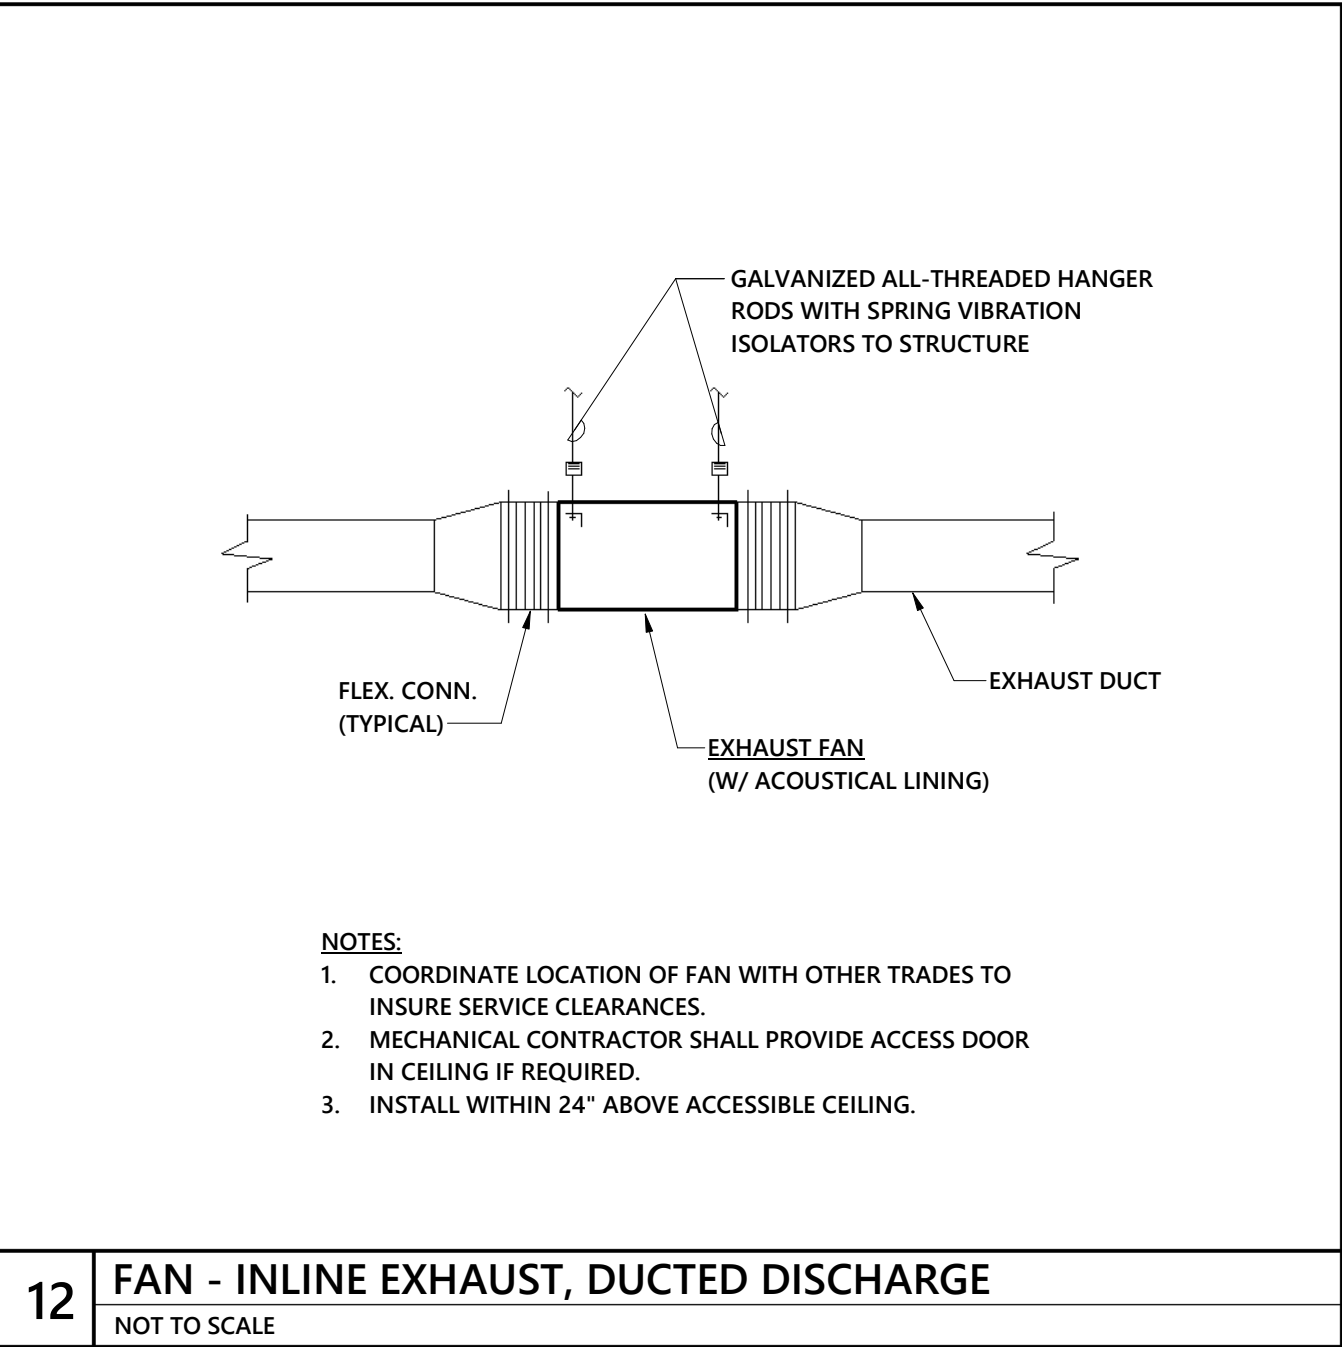 GALVANIZED ALL-THREADED HANGER
RODS WITH SPRING VIBRATION
ISOLATORS TO STRUCTURE
FLEX. CONN.
(TYPICAL)
EXHAUST DUCT
EXHAUST FAN
(W/ ACOUSTICAL LINING)
NOTES:
1. COORDINATE LOCATION OF FAN WITH OTHER TRADES TO
INSURE SERVICE CLEARANCES.
2. MECHANICAL CONTRACTOR SHALL PROVIDE ACCESS DOOR
IN CEILING IF REQUIRED.
3. INSTALL WITHIN 24" ABOVE ACCESSIBLE CEILING.
12
FAN - INLINE EXHAUST, DUCTED DISCHARGE
NOT TO SCALE